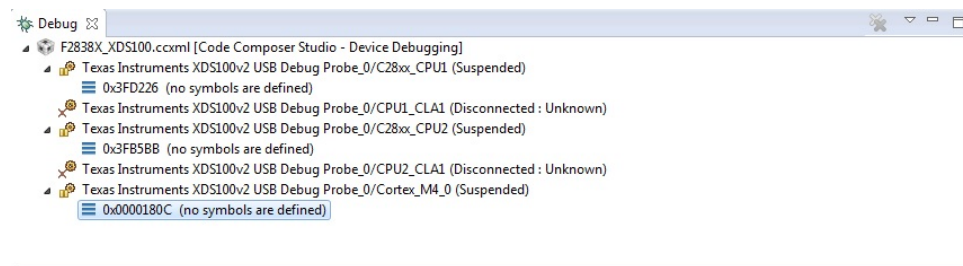 Debug
F2838X_XDS100.ccxml [Code Composer Studio - Device Debugging]
Texas Instruments XDS100v2 USB Debug Probe_0/C28xx_CPU1 (Suspended)
0x3FD226 (no symbols are defined)
Texas Instruments XDS100v2 USB Debug Probe_0/CPU1_CLA1 (Disconnected : Unknown)
Texas Instruments XDS100v2 USB Debug Probe_0/C28xx_CPU2 (Suspended)
0x3FB5BB (no symbols are defined)
Texas Instruments XDS100v2 USB Debug Probe_0/CPU2_CLA1 (Disconnected : Unknown)
Texas Instruments XDS100v2 USB Debug Probe_0/Cortex_M4_0 (Suspended)
0x0000180C (no symbols are defined)